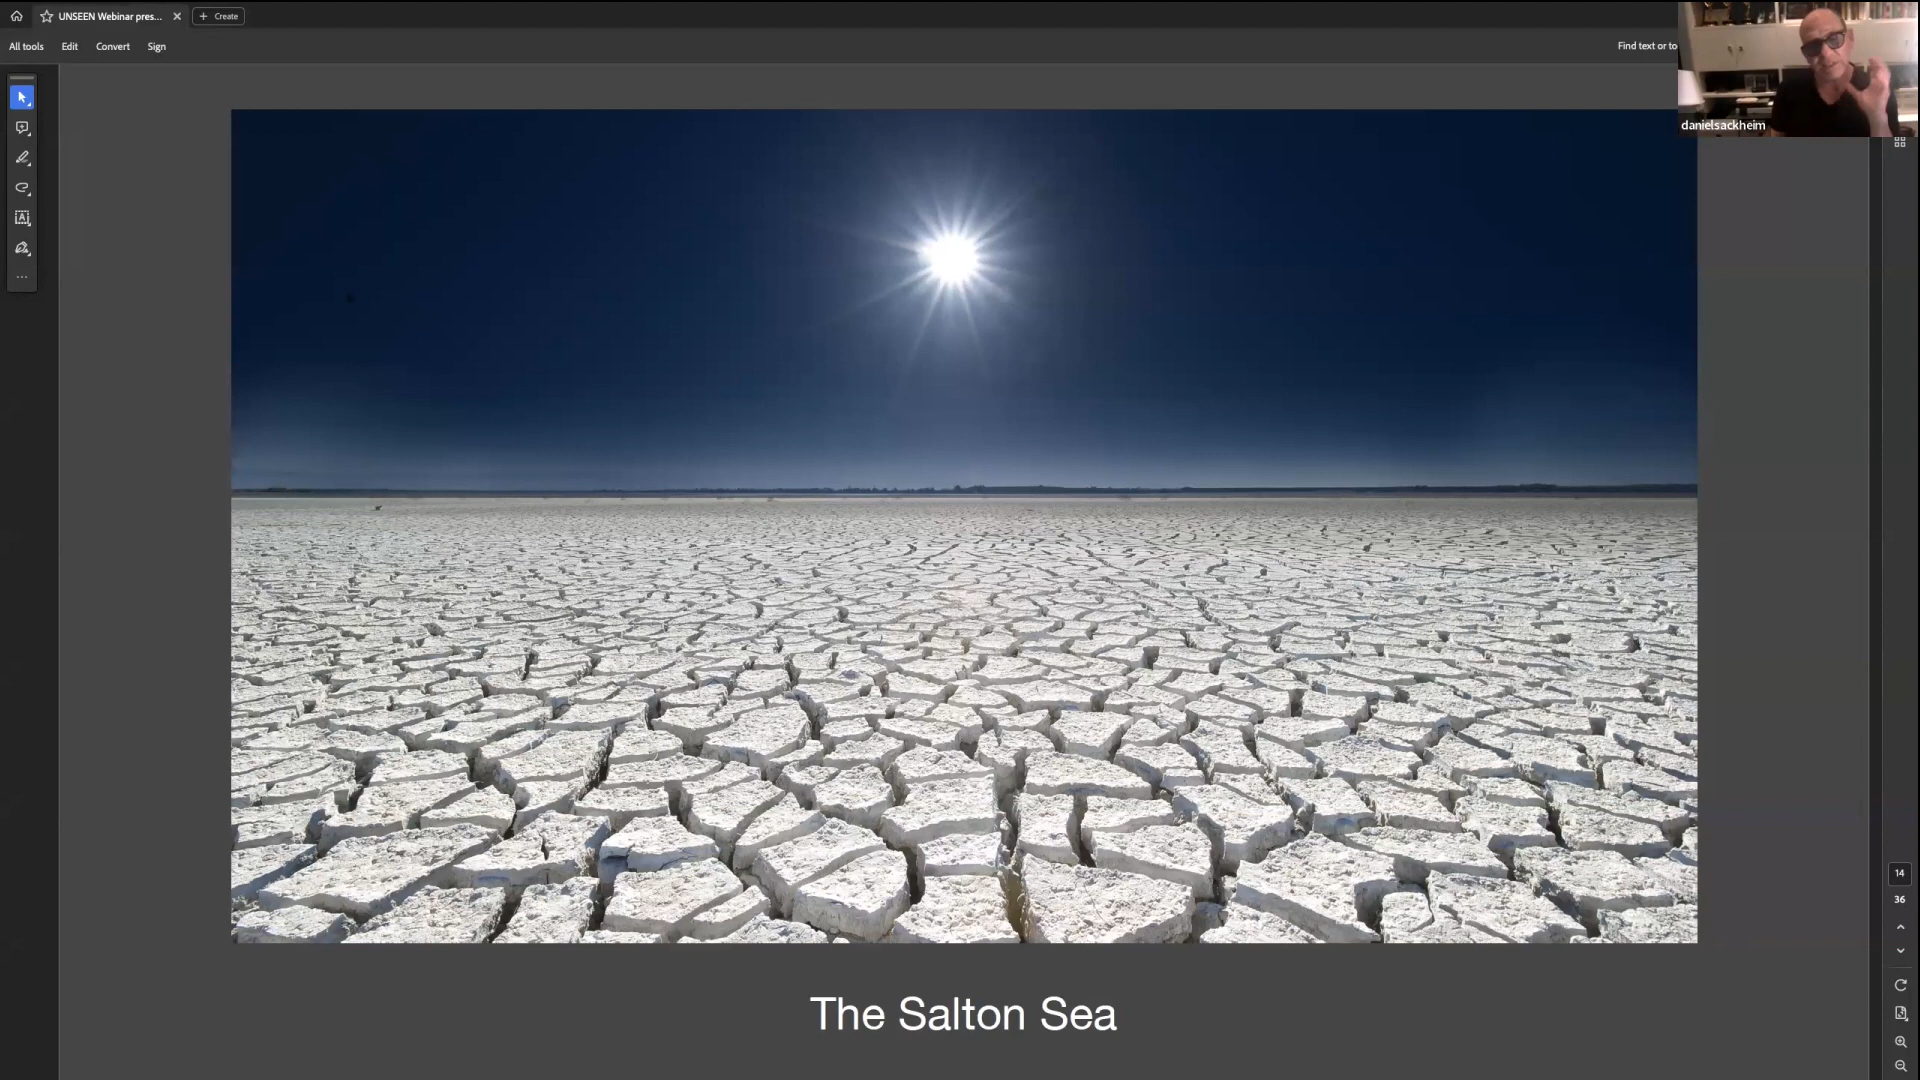 UNSEEN Webinar pres...
Create
All tools
Edit
Convert
Sign
Find text or to
danielsackheim
14
36
The Salton Sea